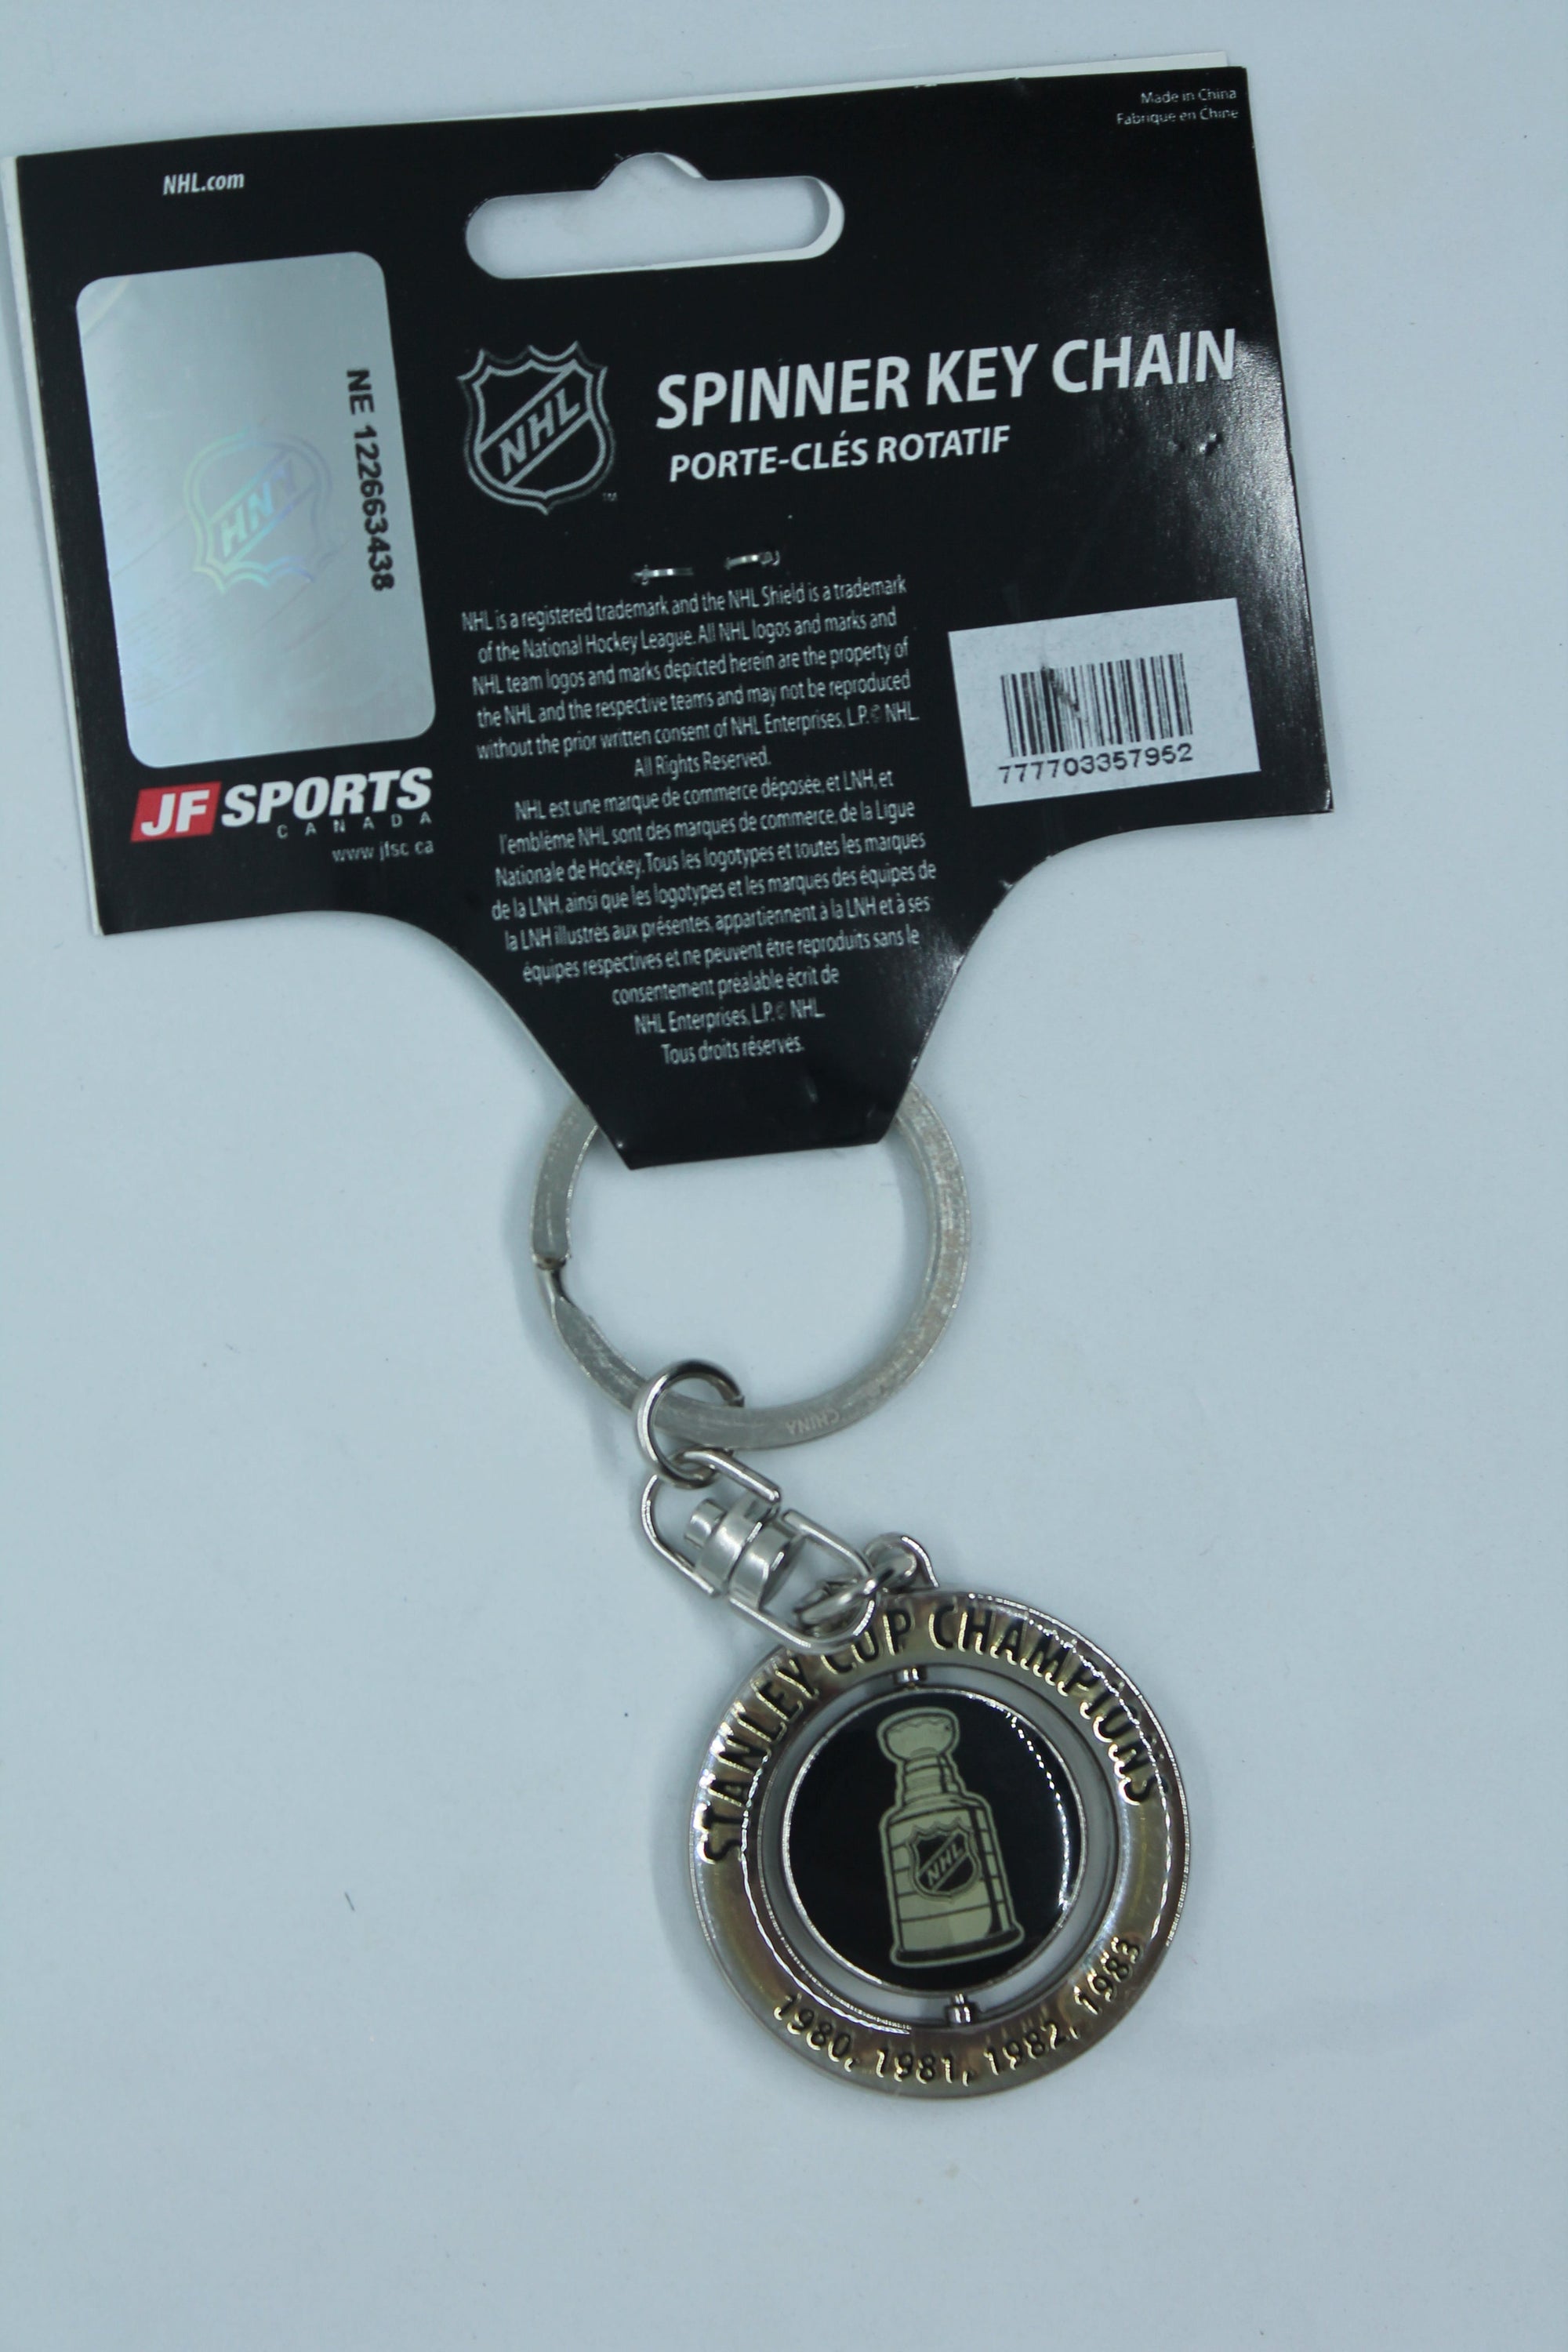 Made in China
Fabrique en Chine
NHL.com
NE 122663438
NHL
NHL
TM
SPINNER KEY CHAIN
PORTE-CLÉS ROTATIF
NHL is a registered trademark and the NHL Shield is a trademark
of the National Hockey League. All NHL logos and marks and
NHL team logos and marks depicted herein are the property of
the NHL and the respective teams and may not be reproduced
without the prior written consent of NHL Enterprises, L.P. © NHL.
All Rights Reserved.
NHL est une marque de commerce déposée, et LNH, et
l'emblème NHL sont des marques de commerce, de la Ligue
Nationale de Hockey. Tous les logotypes et toutes les marques
de la LNH, ainsi que les logotypes et les marques des équipes de
la LNH illustrés aux présentes, appartiennent à la LNH et à ses
équipes respectives et ne peuvent être reproduits sans le
consentement préalable écrit de
NHL Enterprises, L.P. © NHL.
Tous droits réservés.
777703357952
JF SPORTS
CANADA
www jfsc ca
CHINA
STANLEY CUP CHAMPIONS
NHL
1980, 1981, 1982, 1983